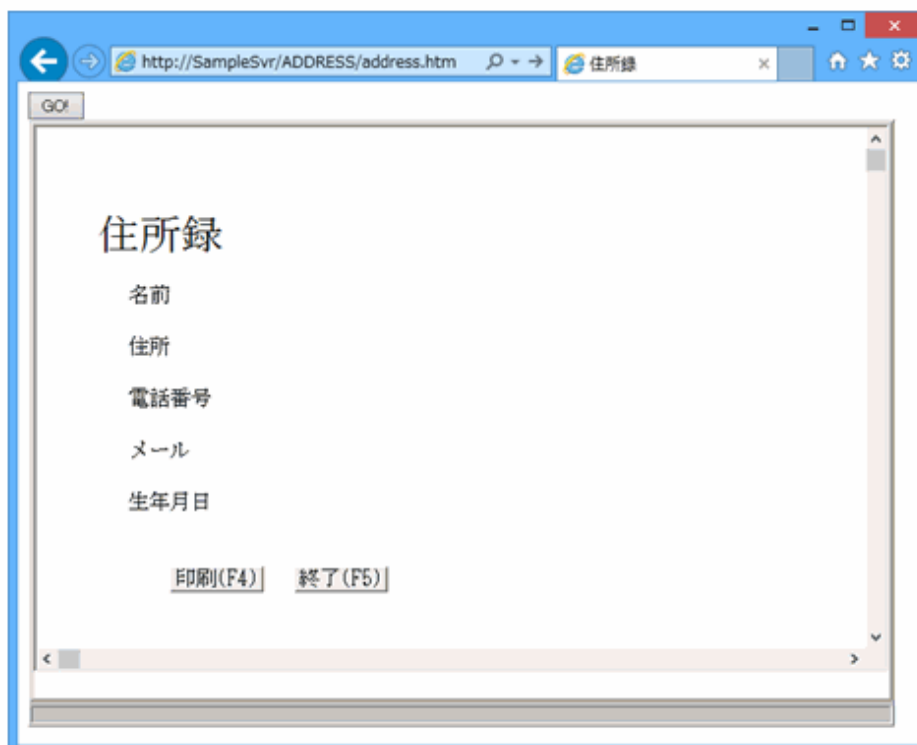 http://SampleSvr/ADDRESS/address.htm
住所録
GO!
住所録
名前
住所
電話番号
メール
生年月日
印刷(F4) 終了(F5)